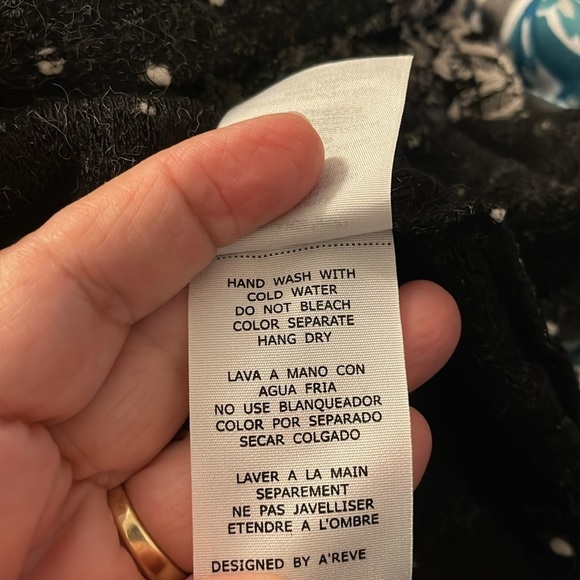 HAND WASH WITH
COLD WATER
DO NOT BLEACH
COLOR SEPARATE
HANG DRY
LAVA A MANO CON
AGUA FRIA
NO USE BLANQUEADOR
COLOR POR SEPARADO
SECAR COLGADO
LAVER A LA MAIN
SEPAREMENT
NE PAS JAVELLISER
ETENDRE A L'OMBRE
DESIGNED BY A'REVE